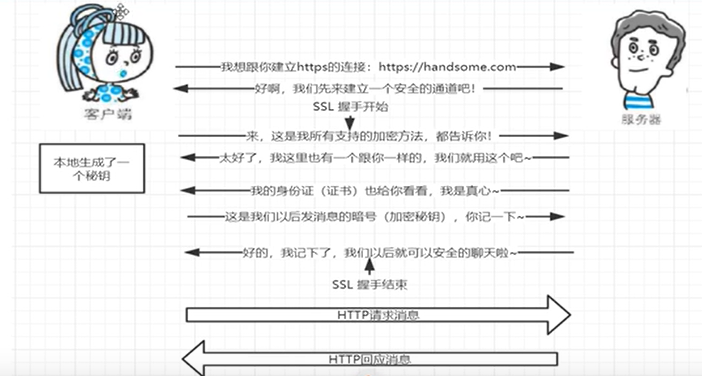 我想跟你建立https的连接：https://handsome.com
好啊，我们先来建立一个安全的通道吧！
客户端
SSL 握手开始
服务器
来，这是我所有支持的加密方法，都告诉你！
本地生成了一
个秘钥
太好了，我这里也有一个跟你一样的，我们就用这个吧~
我的身份证（证书）也给你看看，我是真心~
这是我们以后发消息的暗号（加密秘钥），你记一下~
好的，我记下了，我们以后就可以安全的聊天啦~
SSL 握手结束
HTTP请求消息
HTTP回应消息